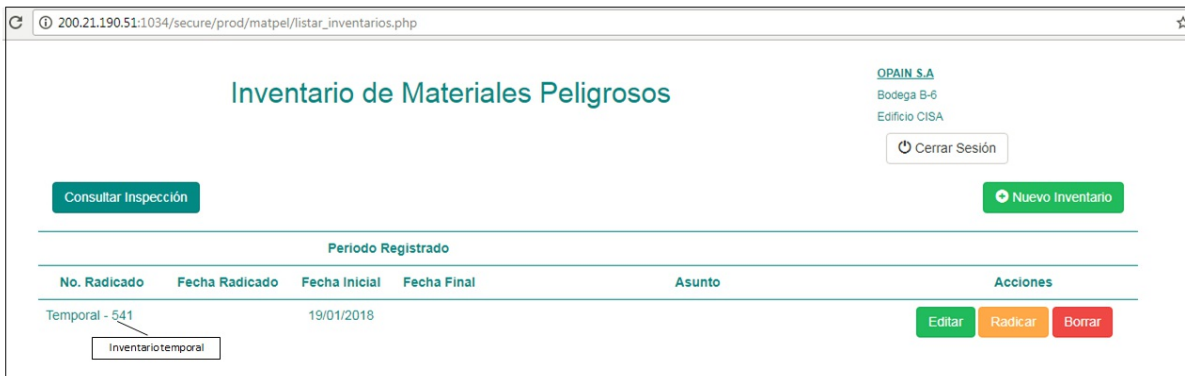 200.21.190.51:1034/secure/prod/matpel/listar_inventarios.php
Inventario de Materiales Peligrosos
OPAIN S.A
Bodega B-6
Edificio CISA
Cerrar Sesión
Consultar Inspección
Nuevo Inventario
Periodo Registrado
No. Radicado Fecha Radicado Fecha Inicial Fecha Final Asunto Acciones
Temporal - 541 19/01/2018 Editar Radicar Borrar
Inventario temporal